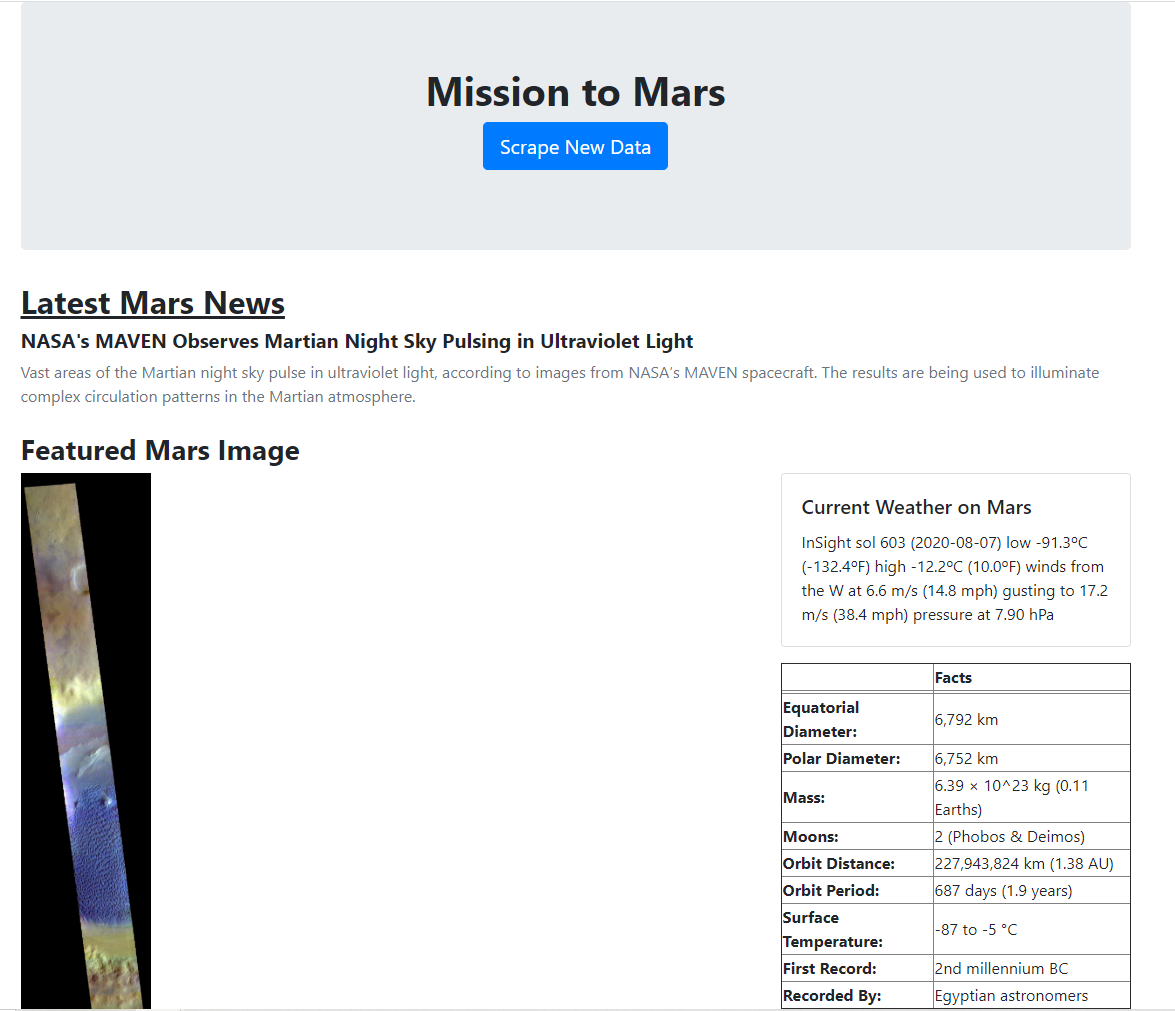 Mission to Mars
Scrape New Data
Latest Mars News
NASA's MAVEN Observes Martian Night Sky Pulsing in Ultraviolet Light
Vast areas of the Martian night sky pulse in ultraviolet light, according to images from NASA’s MAVEN spacecraft. The results are being used to illuminate
complex circulation patterns in the Martian atmosphere.
Featured Mars Image
Current Weather on Mars
InSight sol 603 (2020-08-07) low -91.3ºC
(-132.4ºF) high -12.2ºC (10.0ºF) winds from
the W at 6.6 m/s (14.8 mph) gusting to 17.2
m/s (38.4 mph) pressure at 7.90 hPa
Facts
Equatorial
Diameter: 6,792 km
Polar Diameter: 6,752 km
Mass: 6.39 × 10^23 kg (0.11
Earths)
Moons: 2 (Phobos & Deimos)
Orbit Distance: 227,943,824 km (1.38 AU)
Orbit Period: 687 days (1.9 years)
Surface
Temperature: -87 to -5 °C
First Record: 2nd millennium BC
Recorded By: Egyptian astronomers